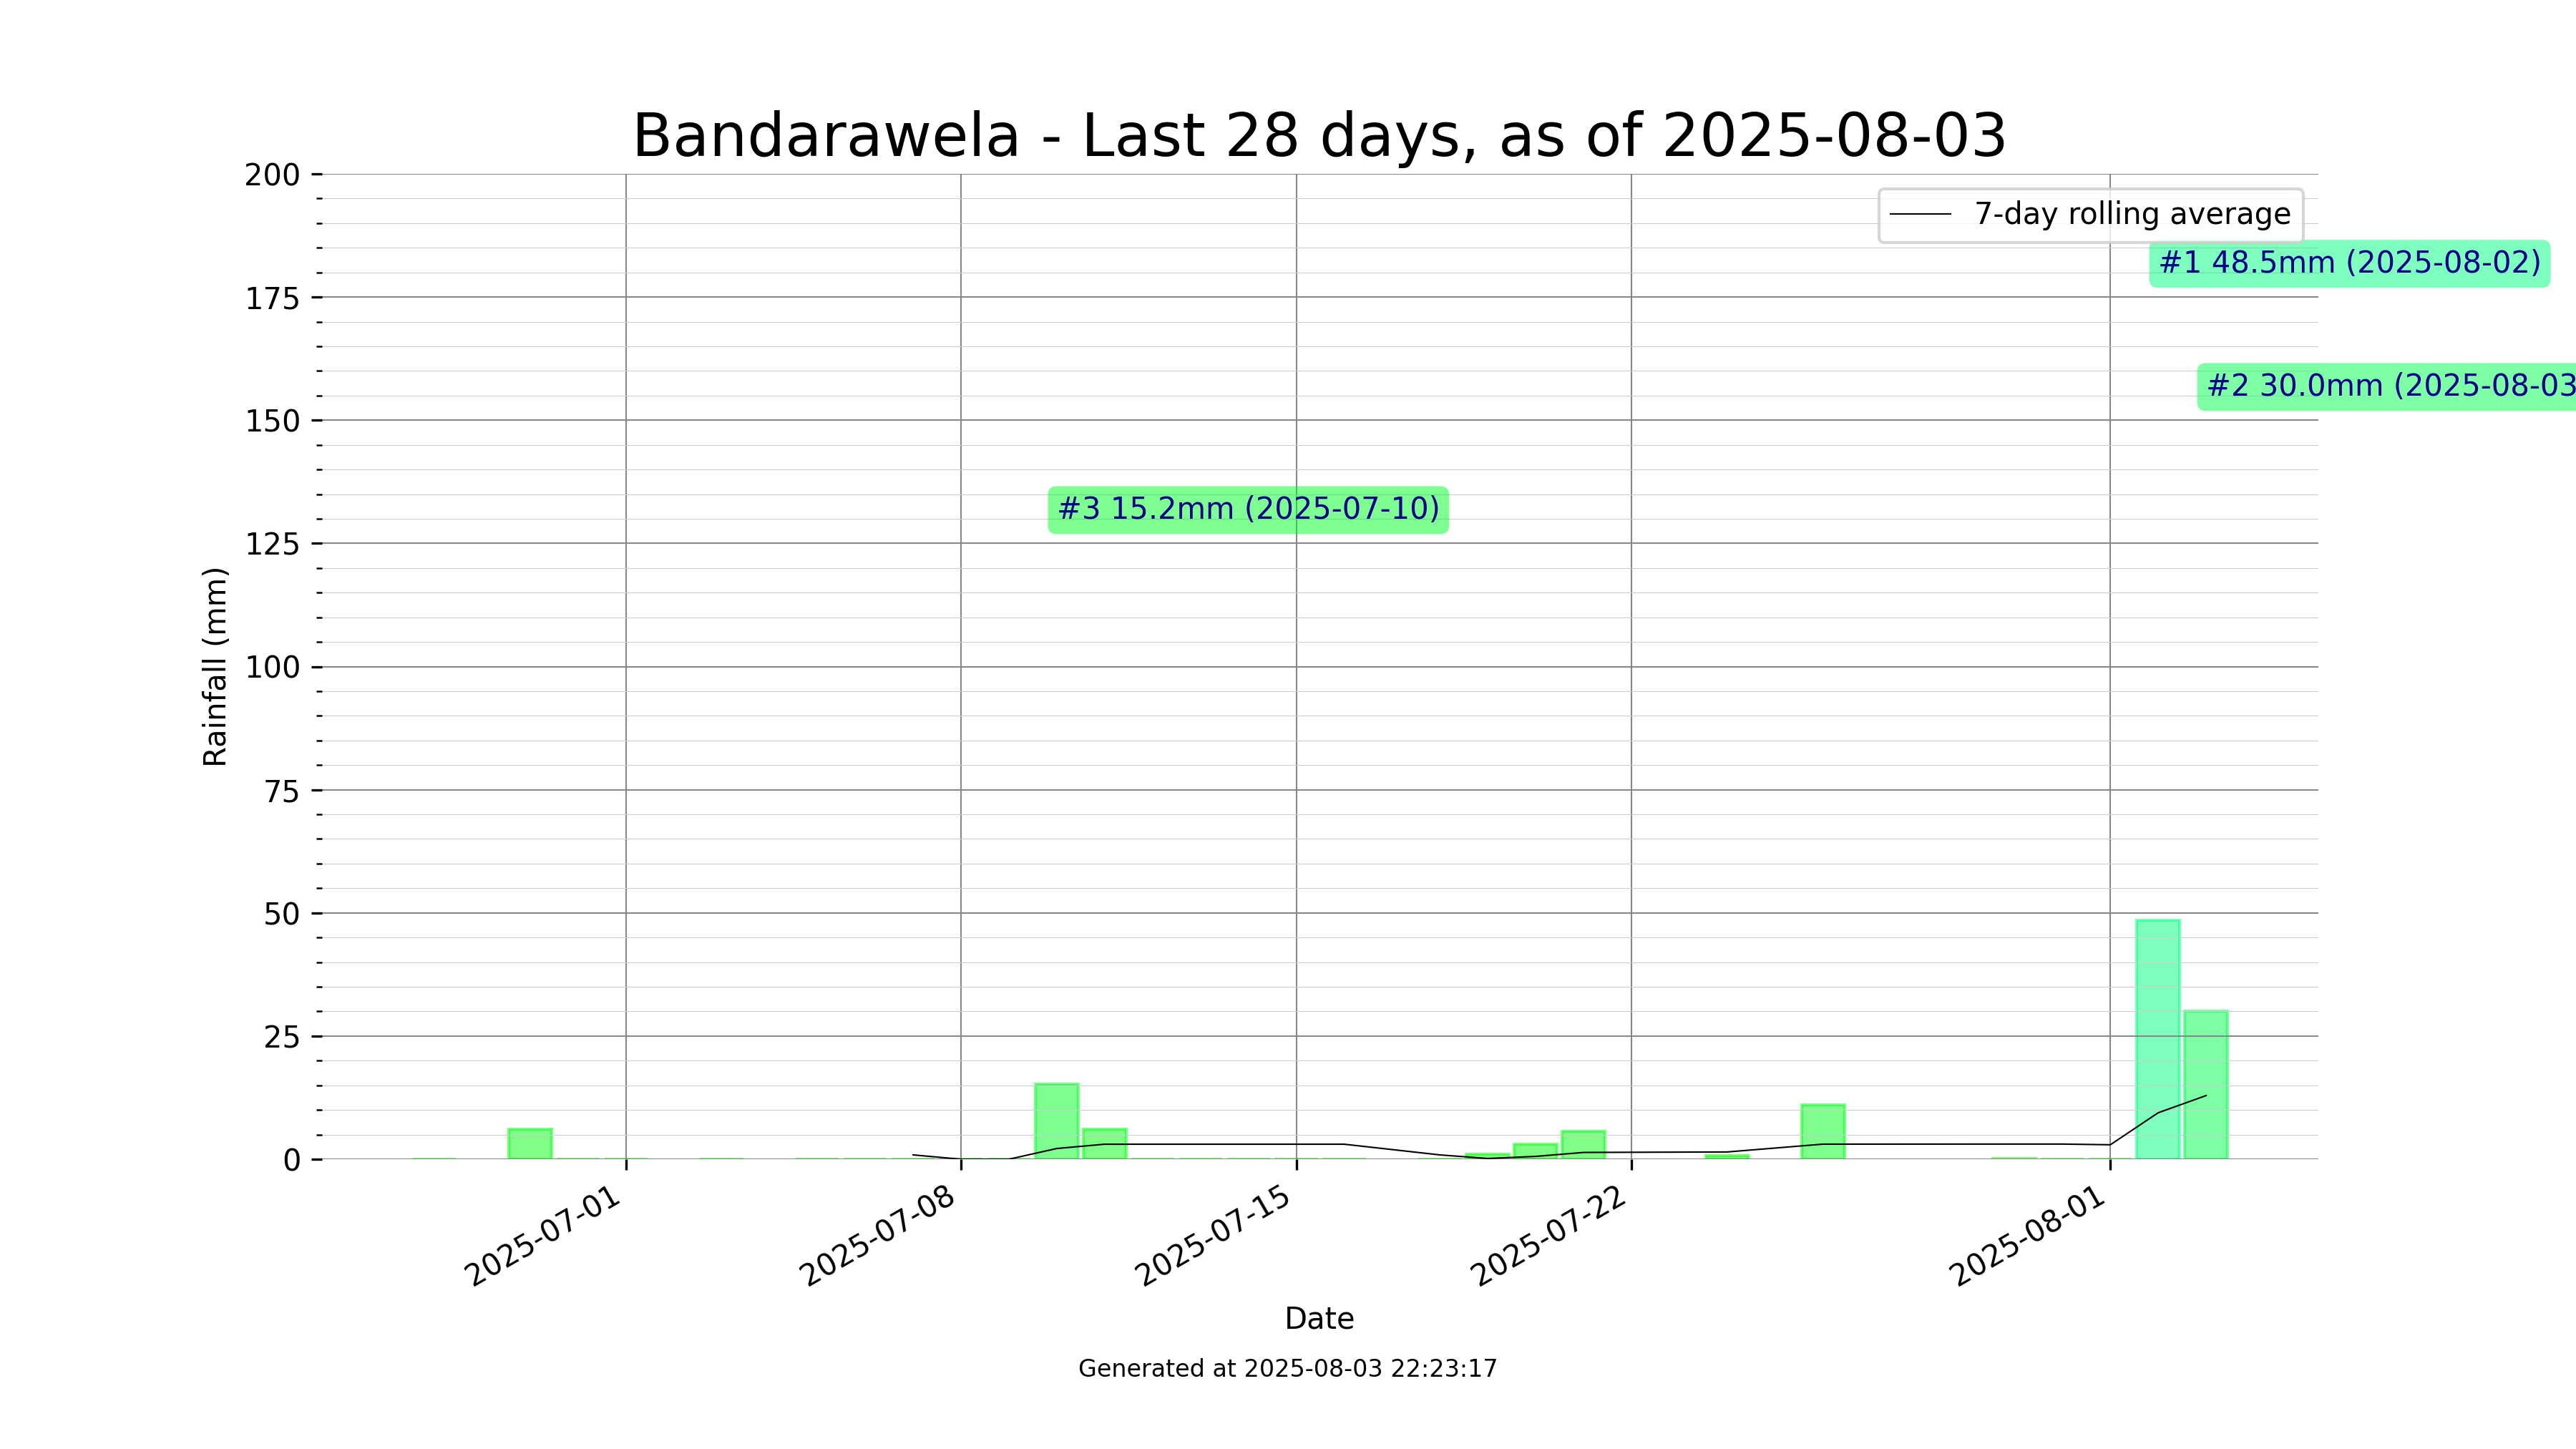 Bandarawela - Last 28 days, as of 2025-08-03
200
175
150
125
100
75
50
25
0
Rainfall (mm)
7-day rolling average
#1 48.5mm (2025-08-02)
#2 30.0mm (2025-08-03
#3 15.2mm (2025-07-10)
2025-07-01
2025-07-08
2025-07-15
2025-07-22
2025-08-01
Date
Generated at 2025-08-03 22:23:17